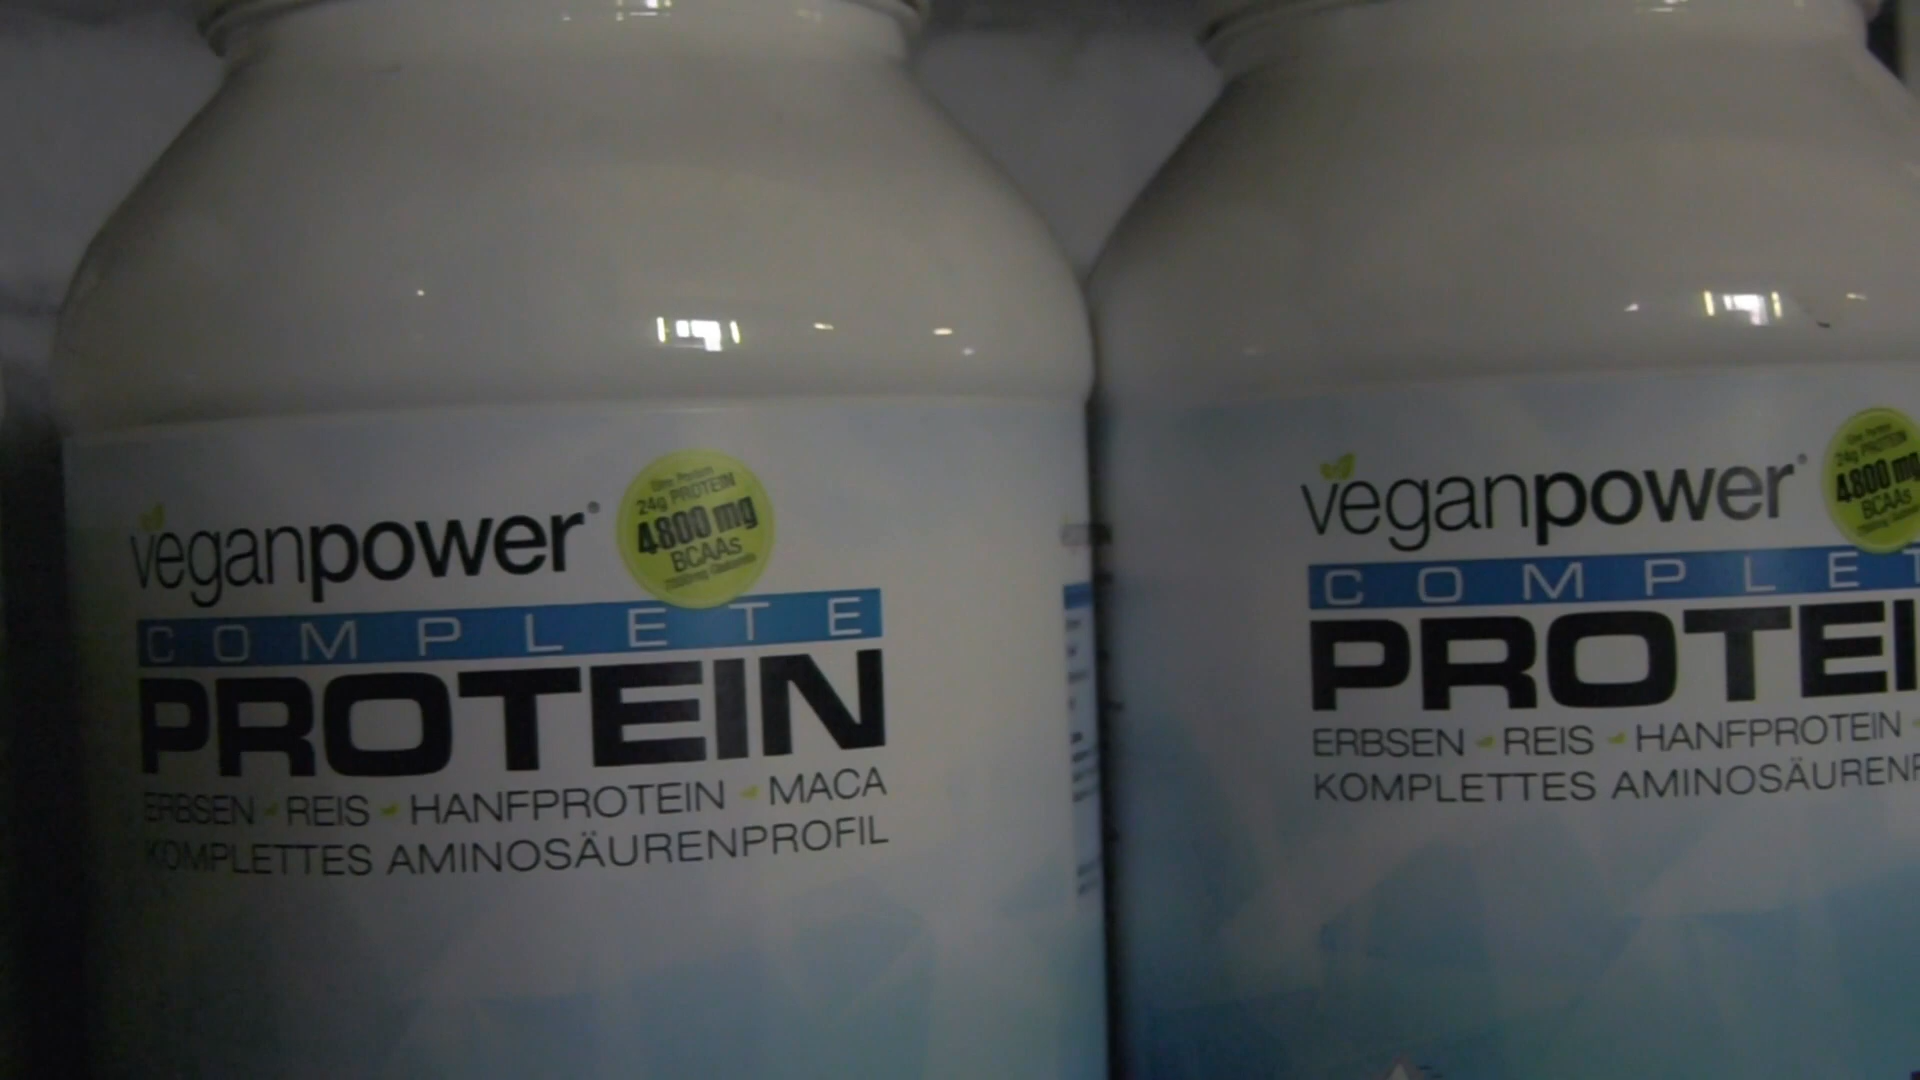 veganpower
24g PROTEIN
4800 mg
BCAAs
COMPLETE
PROTEIN
ERBSEN - REIS - HANFPROTEIN - MACA
KOMPLETTES AMINOSÄURENPROFIL
veganpower
24g PROTEIN
4800 mg
BCAAs
COMPLET
PROTEI
ERBSEN - REIS - HANFPROTEIN
KOMPLETTES AMINOSÄURENP